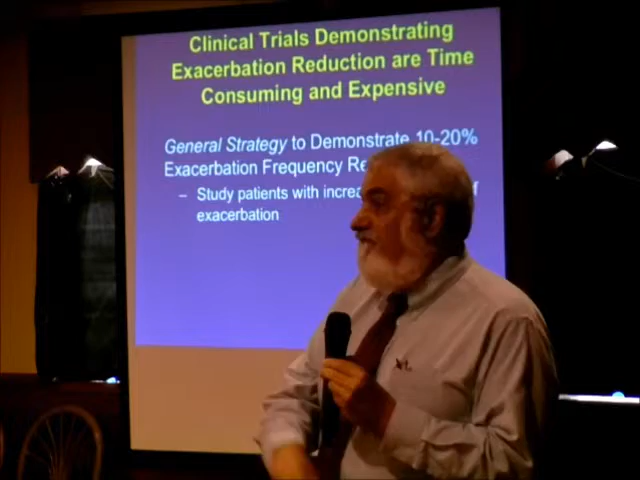 Clinical Trials Demonstrating
Exacerbation Reduction are Time
Consuming and Expensive
General Strategy to Demonstrate 10-20%
Exacerbation Frequency Re
– Study patients with increa
exacerbation